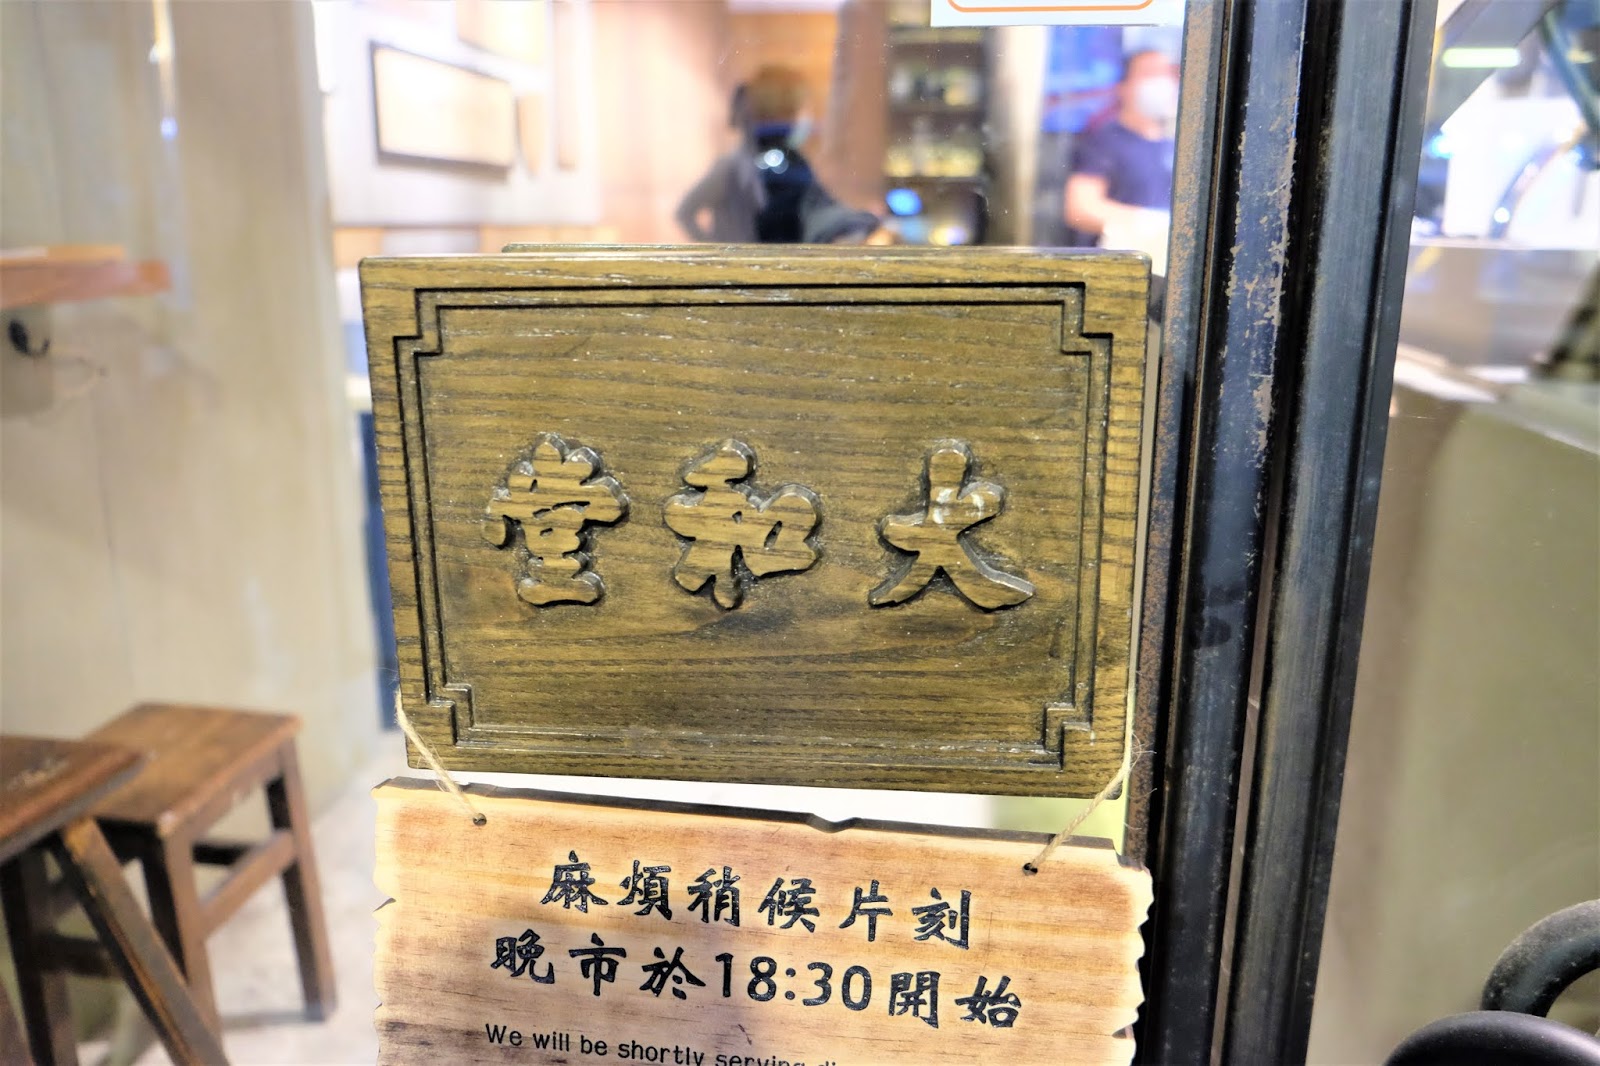 大和堂
麻煩稍候片刻
晚市於18:30開始
We will be shortly serving